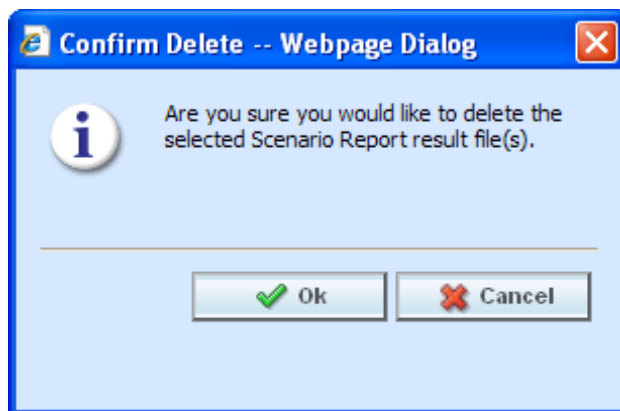 Confirm Delete -- Webpage Dialog
Are you sure you would like to delete the
selected Scenario Report result file(s).
Ok
Cancel